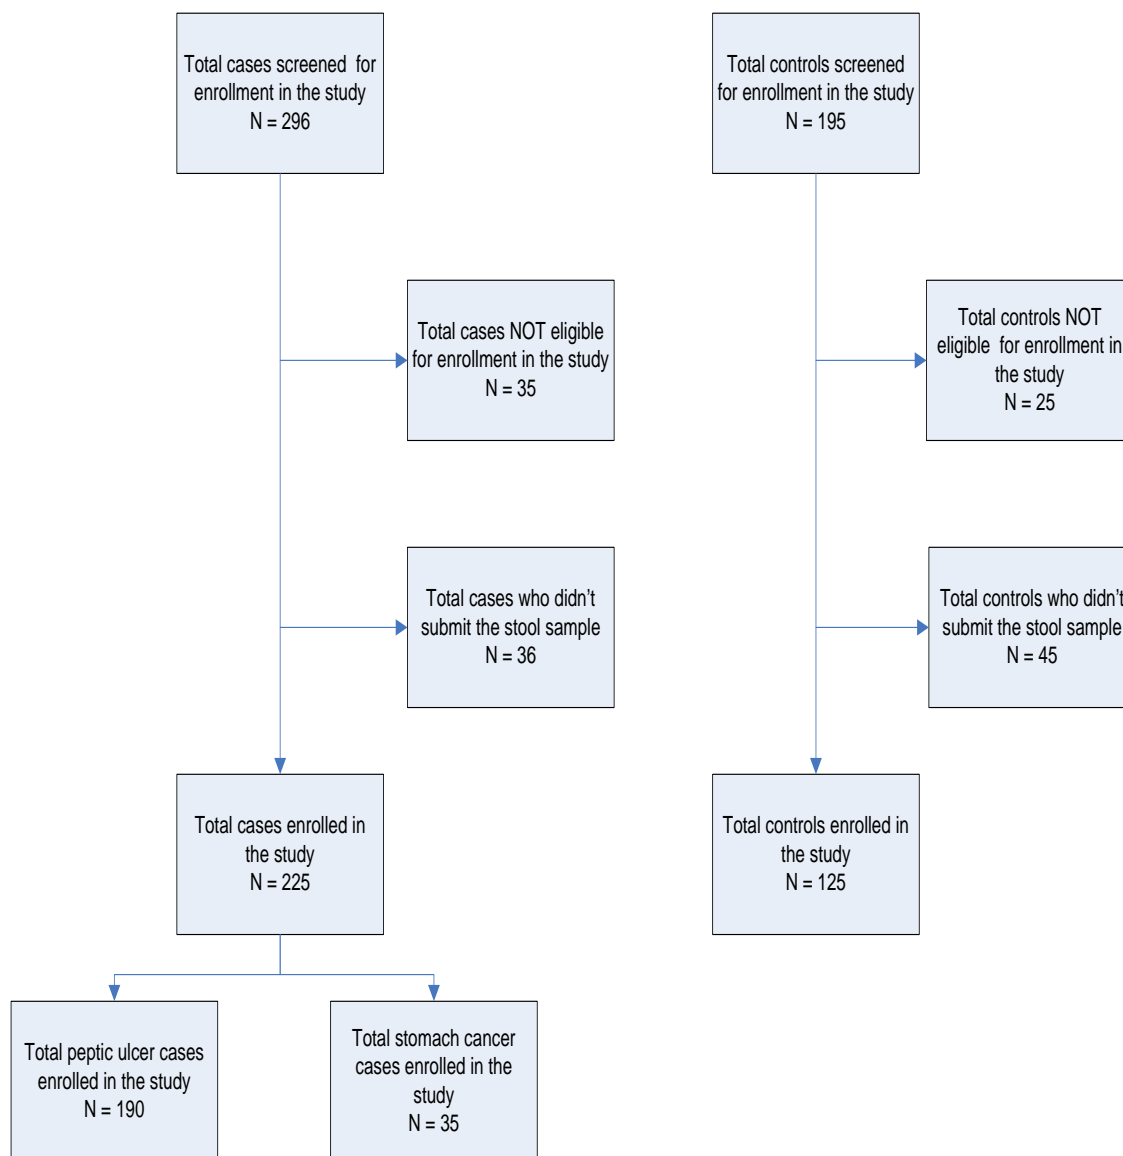 Total cases screened for
enrollment in the study
N = 296
Total controls screened
for enrollment in the study
N = 195
Total cases NOT eligible
for enrollment in the study
N = 35
Total controls NOT
eligible for enrollment in
the study
N = 25
Total cases who didn't
submit the stool sample
N = 36
Total controls who didn't
submit the stool sample
N = 45
Total cases enrolled in
the study
N = 225
Total controls enrolled in
the study
N = 125
Total peptic ulcer cases
enrolled in the study
N = 190
Total stomach cancer
cases enrolled in the
study
N = 35